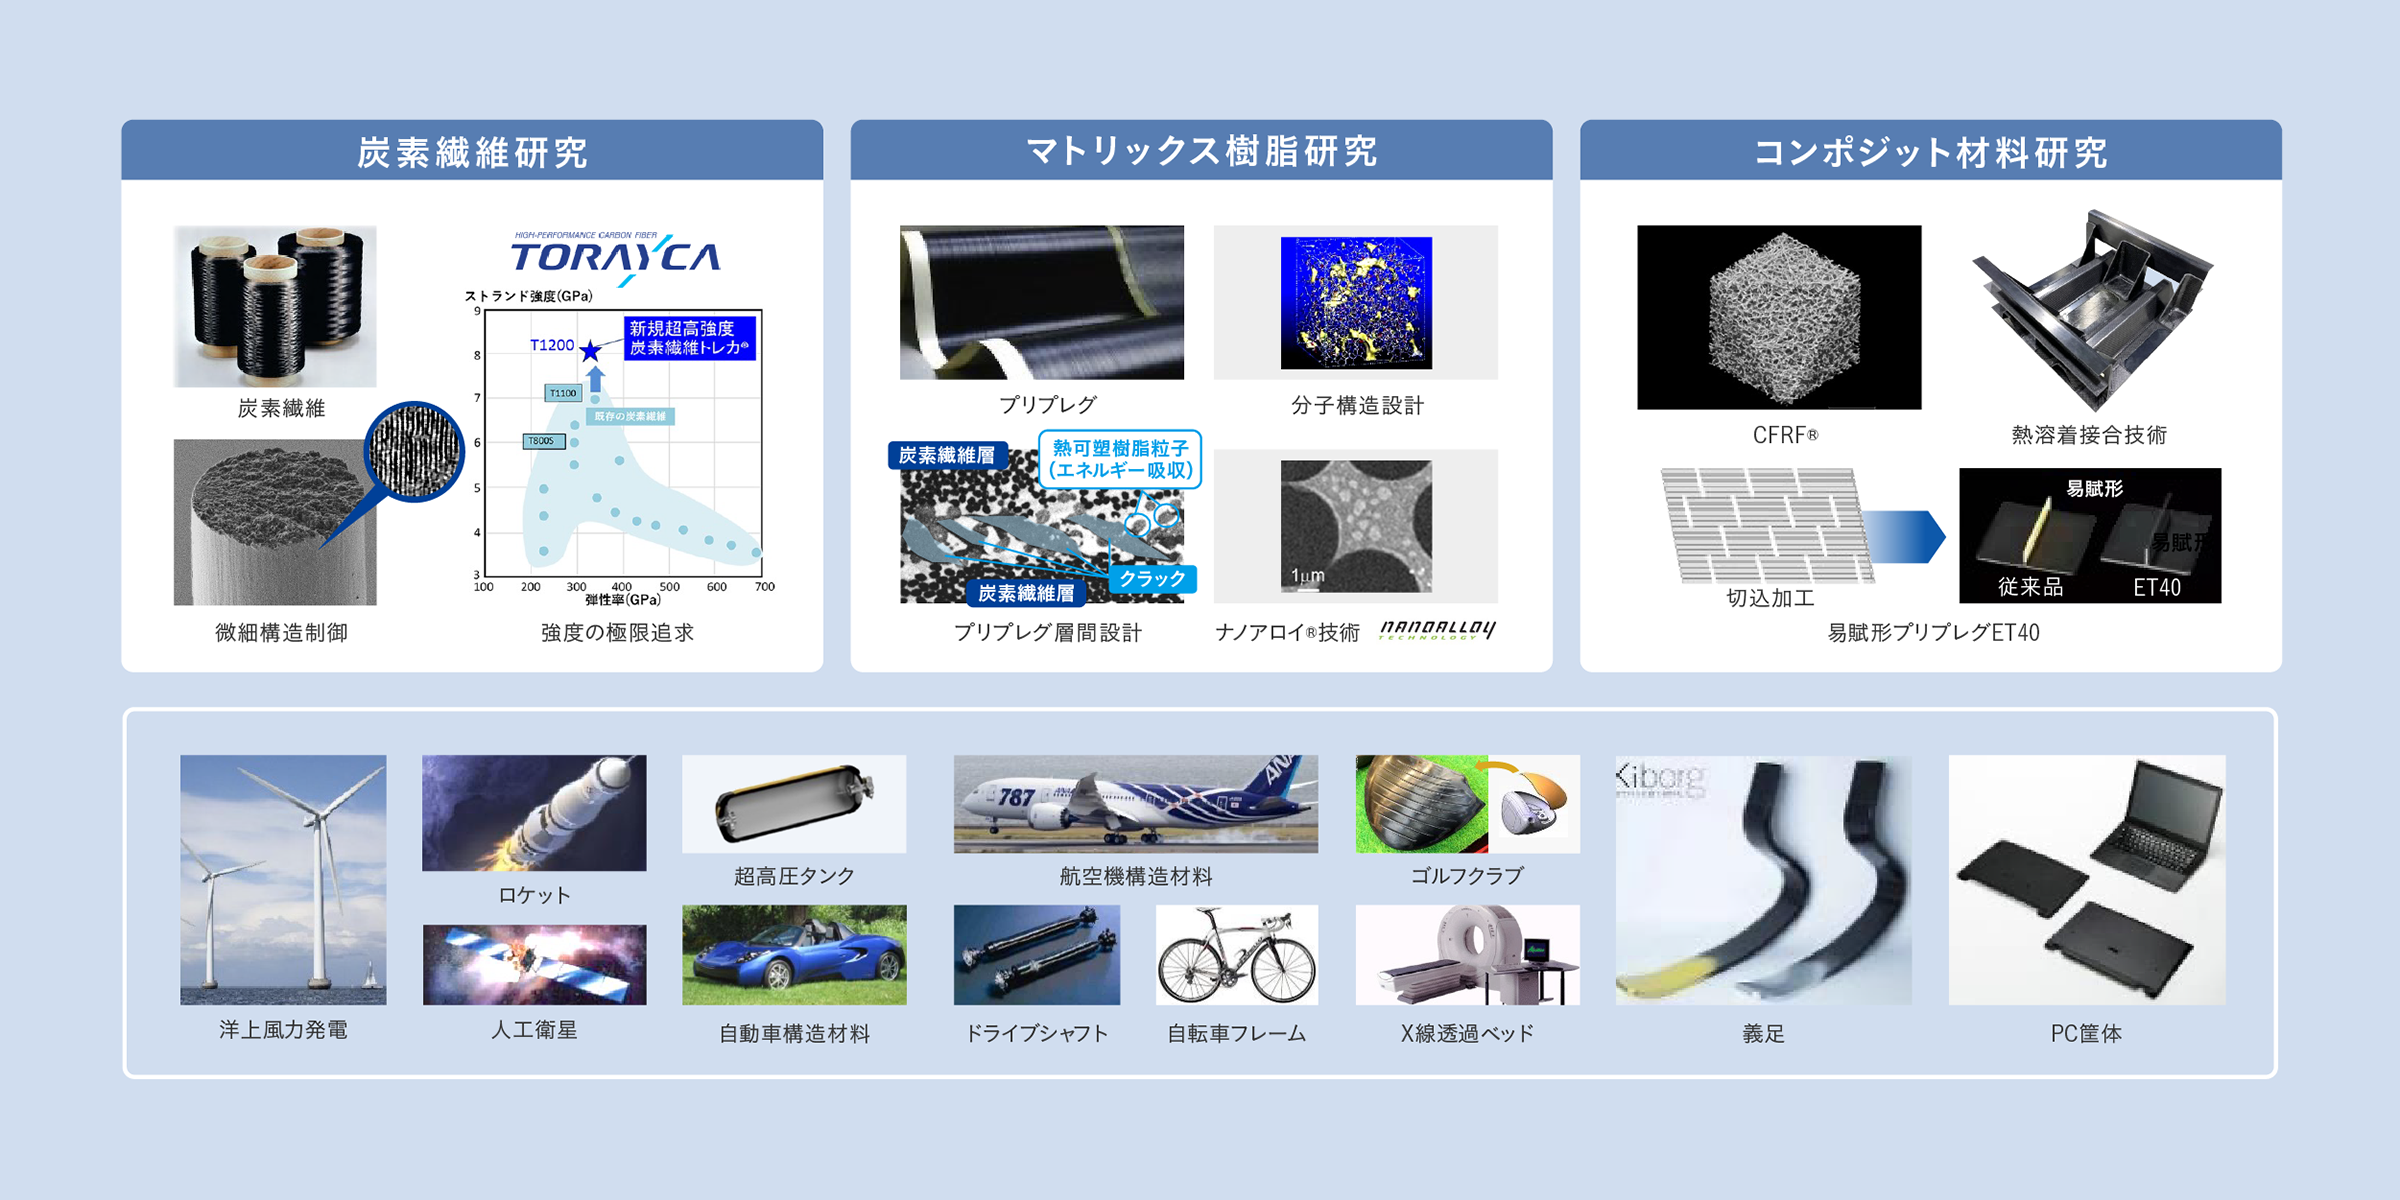 炭素繊維研究
炭素繊維
微細構造制御
HIGH-PERFORMANCE CARBON FIBER
TORAYCA
ストランド強度(GPa)
9
8
7
6
5
4
3
100 200 300 400 500 600 700
弾性率(GPa)
T1200
新規超高強度
炭素繊維トレカ®
T1100
既存の炭素繊維
T800S
強度の極限追求
マトリックス樹脂研究
プリプレグ
分子構造設計
炭素繊維層
熱可塑樹脂粒子
(エネルギー吸収)
クラック
炭素繊維層
プリプレグ層間設計
1μm
ナノアロイ®技術
NANOALLOY
TECHNOLOGY
コンポジット材料研究
CFRF®
熱溶着接合技術
切込加工
易賦形
易賦形
従来品
ET40
易賦形プリプレグET40
洋上風力発電
ロケット
人工衛星
超高圧タンク
自動車構造材料
787
ANA
ANA
航空機構造材料
ドライブシャフト
自転車フレーム
ゴルフクラブ
X線透過ベッド
Xiborg
義足
PC筐体